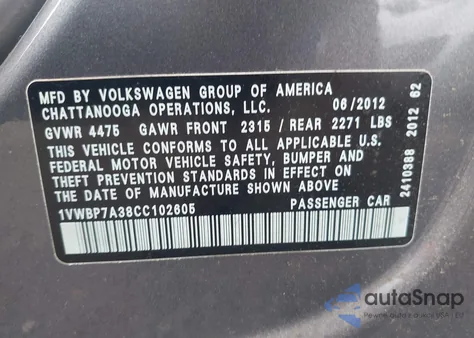 MFD BY VOLKSWAGEN GROUP OF AMERICA
CHATTANOOGA OPERATIONS, LLC. 06/2012
GVWR 4475 GAWR FRONT 2315/REAR 2271 LBS
THIS VEHICLE CONFORMS TO ALL APPLICABLE U.S.
FEDERAL MOTOR VEHICLE SAFETY, BUMPER AND
THEFT PREVENTION STANDARDS IN EFFECT ON
THE DATE OF MANUFACTURE SHOWN ABOVE.
1VWBP7A38CC102605 PASSENGER CAR
2410388 2012 62
autoSnap